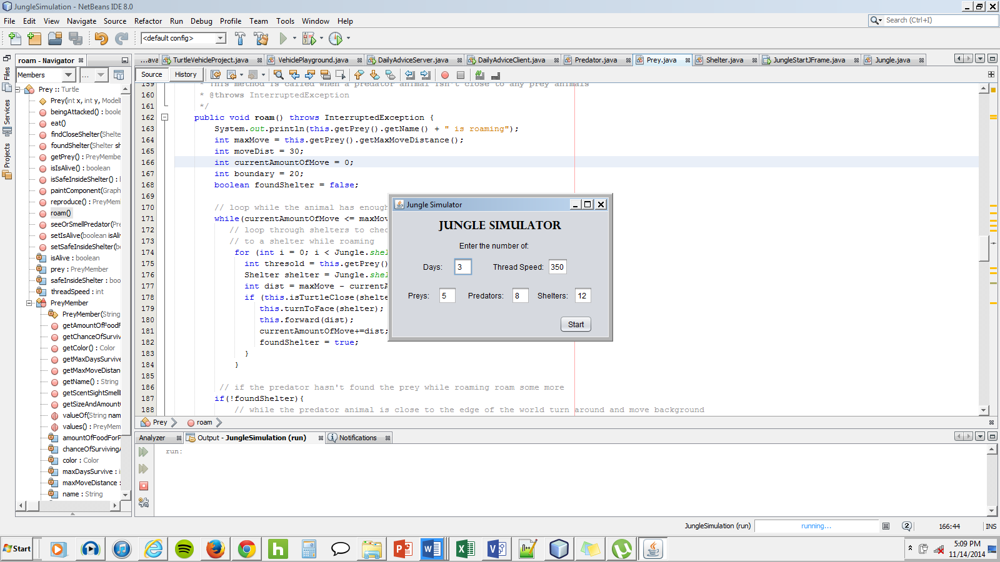 JungleSimulation - NetBeans IDE 8.0
File Edit View Navigate Source Refactor Run Debug Profile Team Tools Window Help
Search (Ctrl+I)
<default config>
roam - Navigator
...ava TurtleVehicleProject.java VehiclePlayground.java DailyAdviceServer.java DailyAdviceClient.java Predator.java Prey.java Shelter.java JungleStartJFrame.java Jungle.java
Files
Services
Projects
Members
...
Source History
Prey :: Turtle
Prey(int x, int y, Modell
beingAttacked() : boole
eat()
findCloseShelter(Shelte
foundShelter(Shelter sh
getPrey() : PreyMembe
isIsAlive() : boolean
isSafeInsideShelter() : b
paintComponent(Graph
reproduce() : PreyMem
roam()
seeOrSmellPredator(Pre
setIsAlive(boolean isAliv
setSafeInsideShelter(bo
isAlive : boolean
prey : PreyMember
safeInsideShelter : boo
threadSpeed : int
PreyMember
PreyMember(String
getAmountOfFoodF
getChanceOfSurviv
getColor() : Color
getMaxDaysSurvive
getMaxMoveDistan
getName() : String
getScentSightSmell
getSizeAndAmount
valueOf(String nam
values() : PreyMem
amountOfFoodForP
chanceOfSurvivingA
color : Color
maxDaysSurvive : i
maxMoveDistance :
name : String
159 * This method is called when a predator animal isn't close to any prey animals
160 * @throws InterruptedException
161 */
162 public void roam() throws InterruptedException {
163 System.out.println(this.getPrey().getName() + " is roaming");
164 int maxMove = this.getPrey().getMaxMoveDistance();
165 int moveDist = 30;
166 int currentAmountOfMove = 0;
167 int boundary = 20;
168 boolean foundShelter = false;
169
170 // loop while the animal has enough
171 while(currentAmountOfMove <= maxMov
172 // loop through shelters to chec
173 // to a shelter while roaming
174 for (int i = 0; i < Jungle.shel
175 int thresold = this.getPrey()
176 Shelter shelter = Jungle.shel
177 int dist = maxMove - currentA
178 if (this.isTurtleClose(shelte
179 this.turnToFace(shelter);
180 this.forward(dist);
181 currentAmountOfMove+=dist;
182 foundShelter = true;
183 }
184 }
185
186 // if the predator hasn't found the prey while roaming roam some more
187 if(!foundShelter){
188 // while the predator animal is close to the edge of the world turn around and move background
Jungle Simulator
JUNGLE SIMULATOR
Enter the number of:
Days: 3 Thread Speed: 350
Preys: 5 Predators: 8 Shelters: 12
Start
Prey roam
Analyzer Output - JungleSimulation (run) Notifications
run:
JungleSimulation (run) running... 2 166:44 INS
Start
5:09 PM
11/14/2014